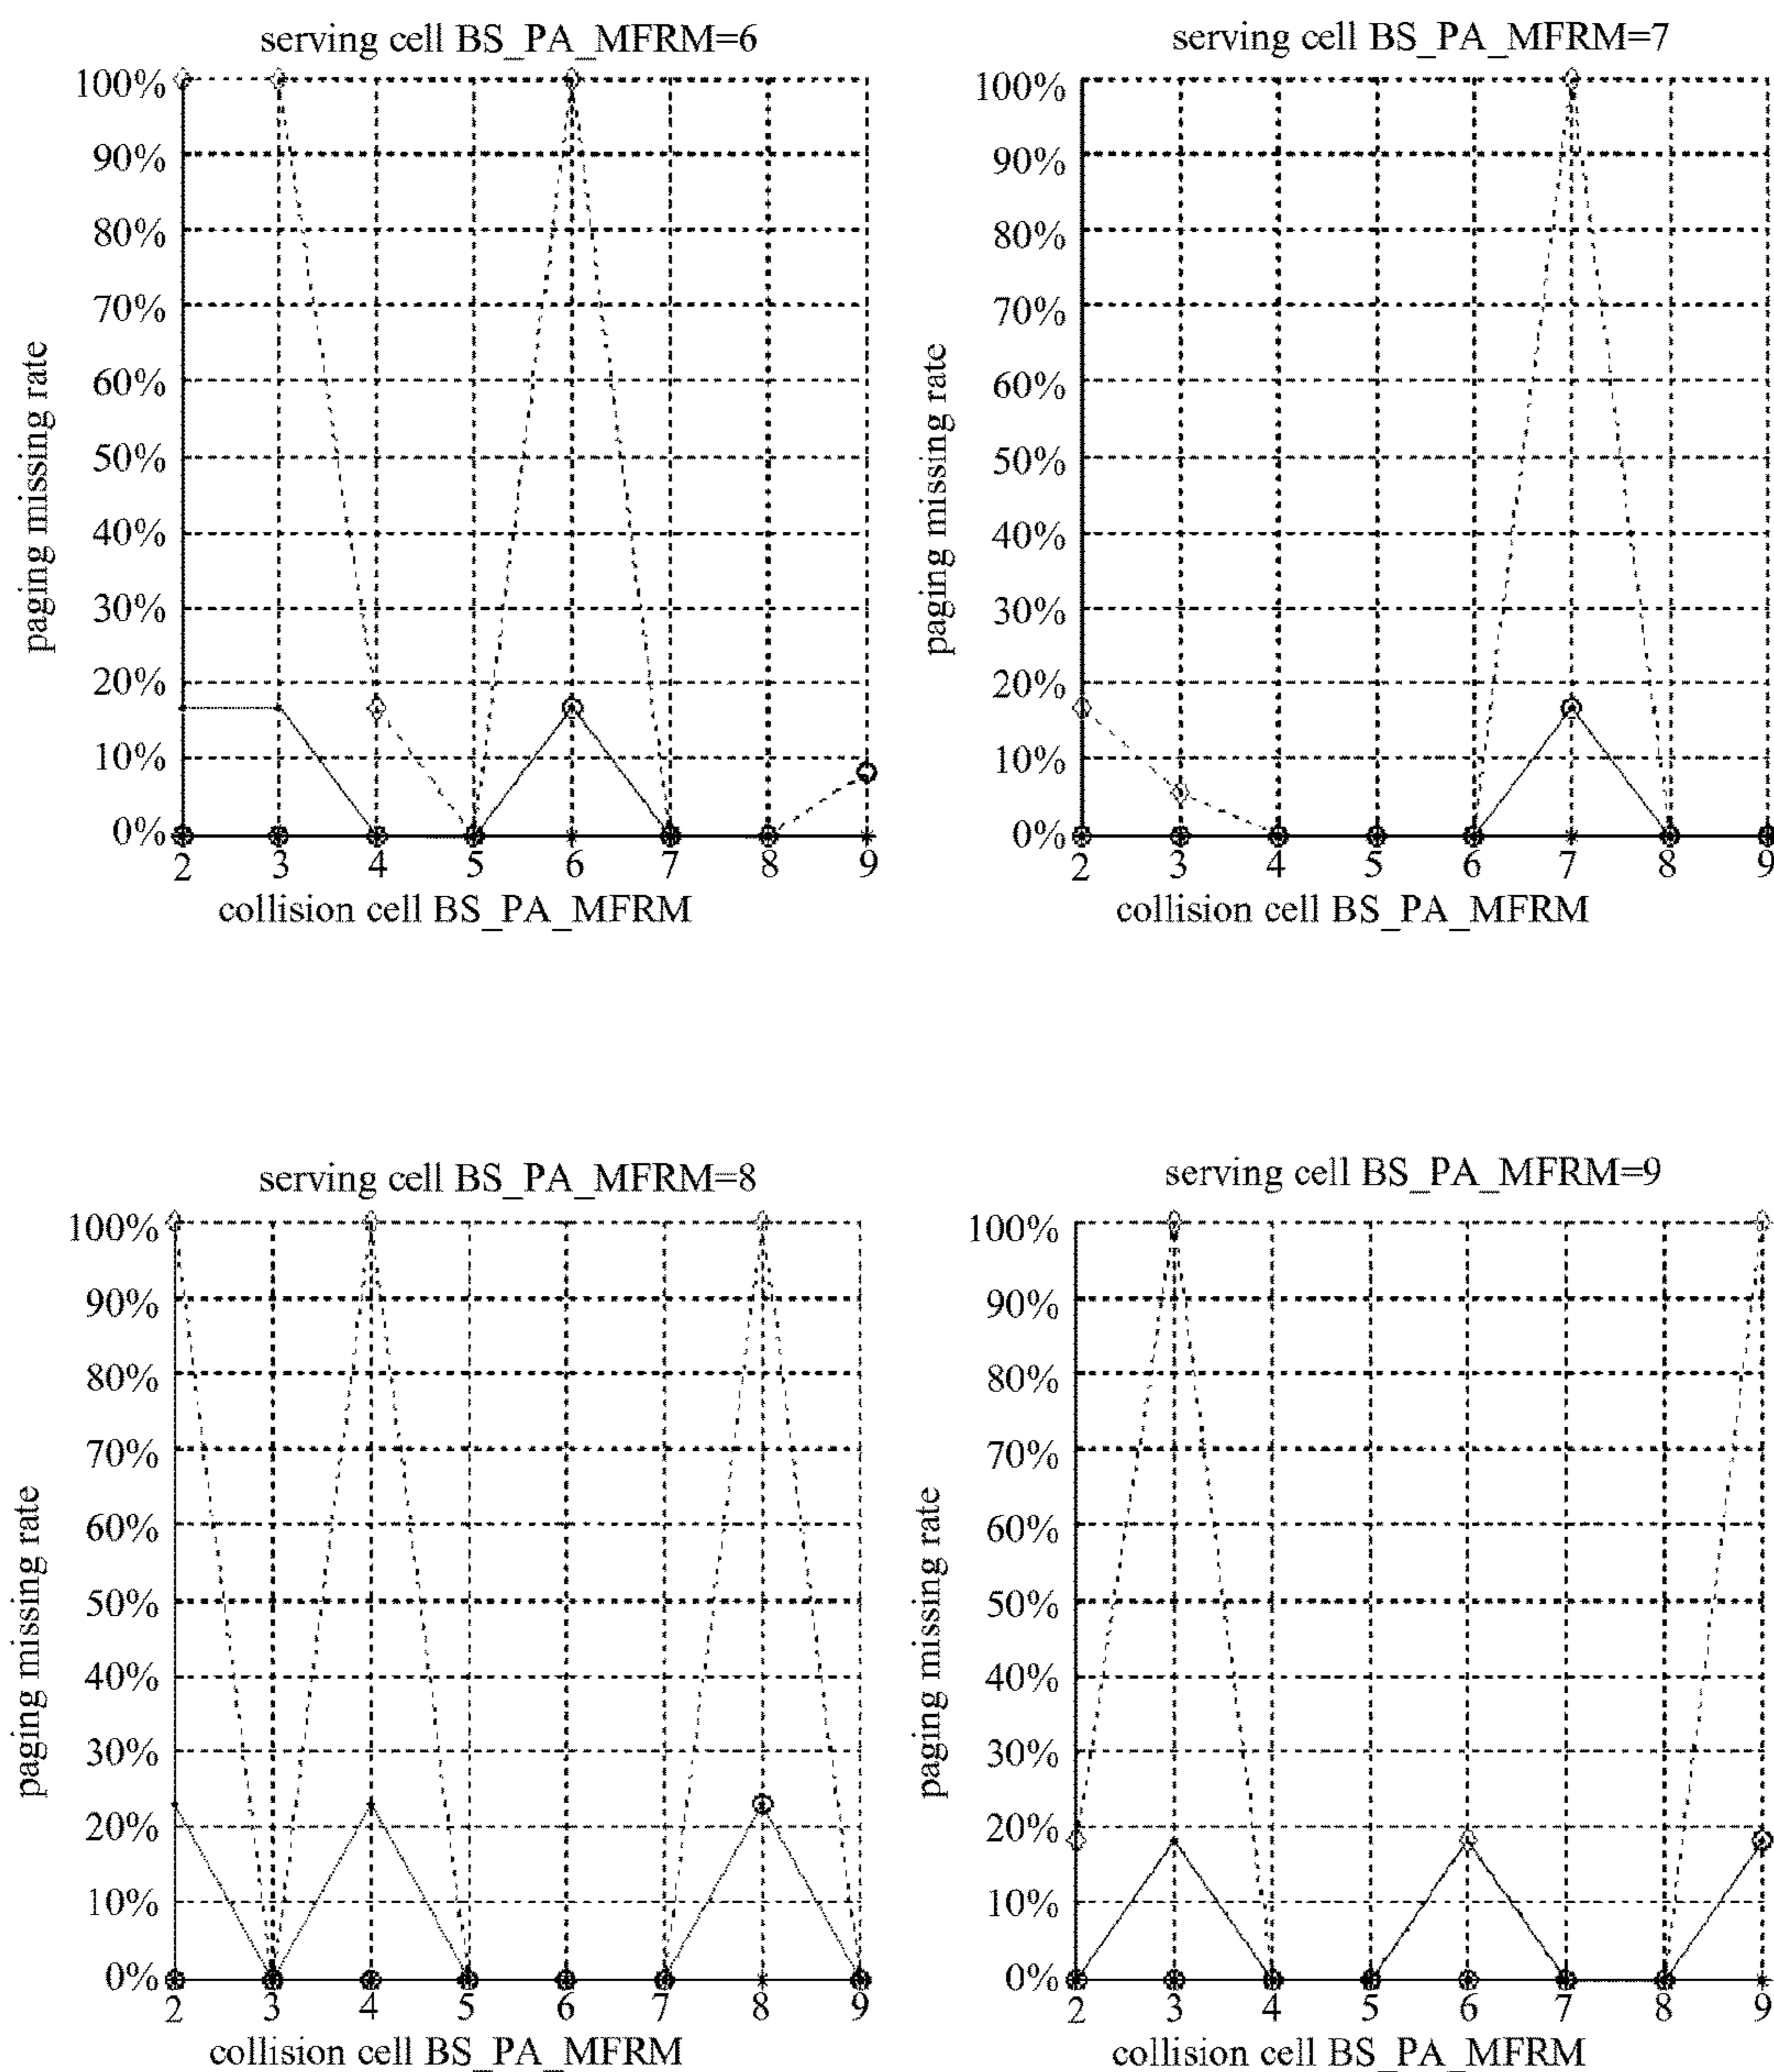 serving cell BS_PA_MFRM=6
100%
90%
80%
70%
60%
50%
40%
30%
20%
10%
0%
paging missing rate
2 3 4 5 6 7 8 9
collision cell BS_PA_MFRM
serving cell BS_PA_MFRM=7
100%
90%
80%
70%
60%
50%
40%
30%
20%
10%
0%
paging missing rate
2 3 4 5 6 7 8 9
collision cell BS_PA_MFRM
serving cell BS_PA_MFRM=8
100%
90%
80%
70%
60%
50%
40%
30%
20%
10%
0%
paging missing rate
2 3 4 5 6 7 8 9
collision cell BS_PA_MFRM
serving cell BS_PA_MFRM=9
100%
90%
80%
70%
60%
50%
40%
30%
20%
10%
0%
paging missing rate
2 3 4 5 6 7 8 9
collision cell BS_PA_MFRM